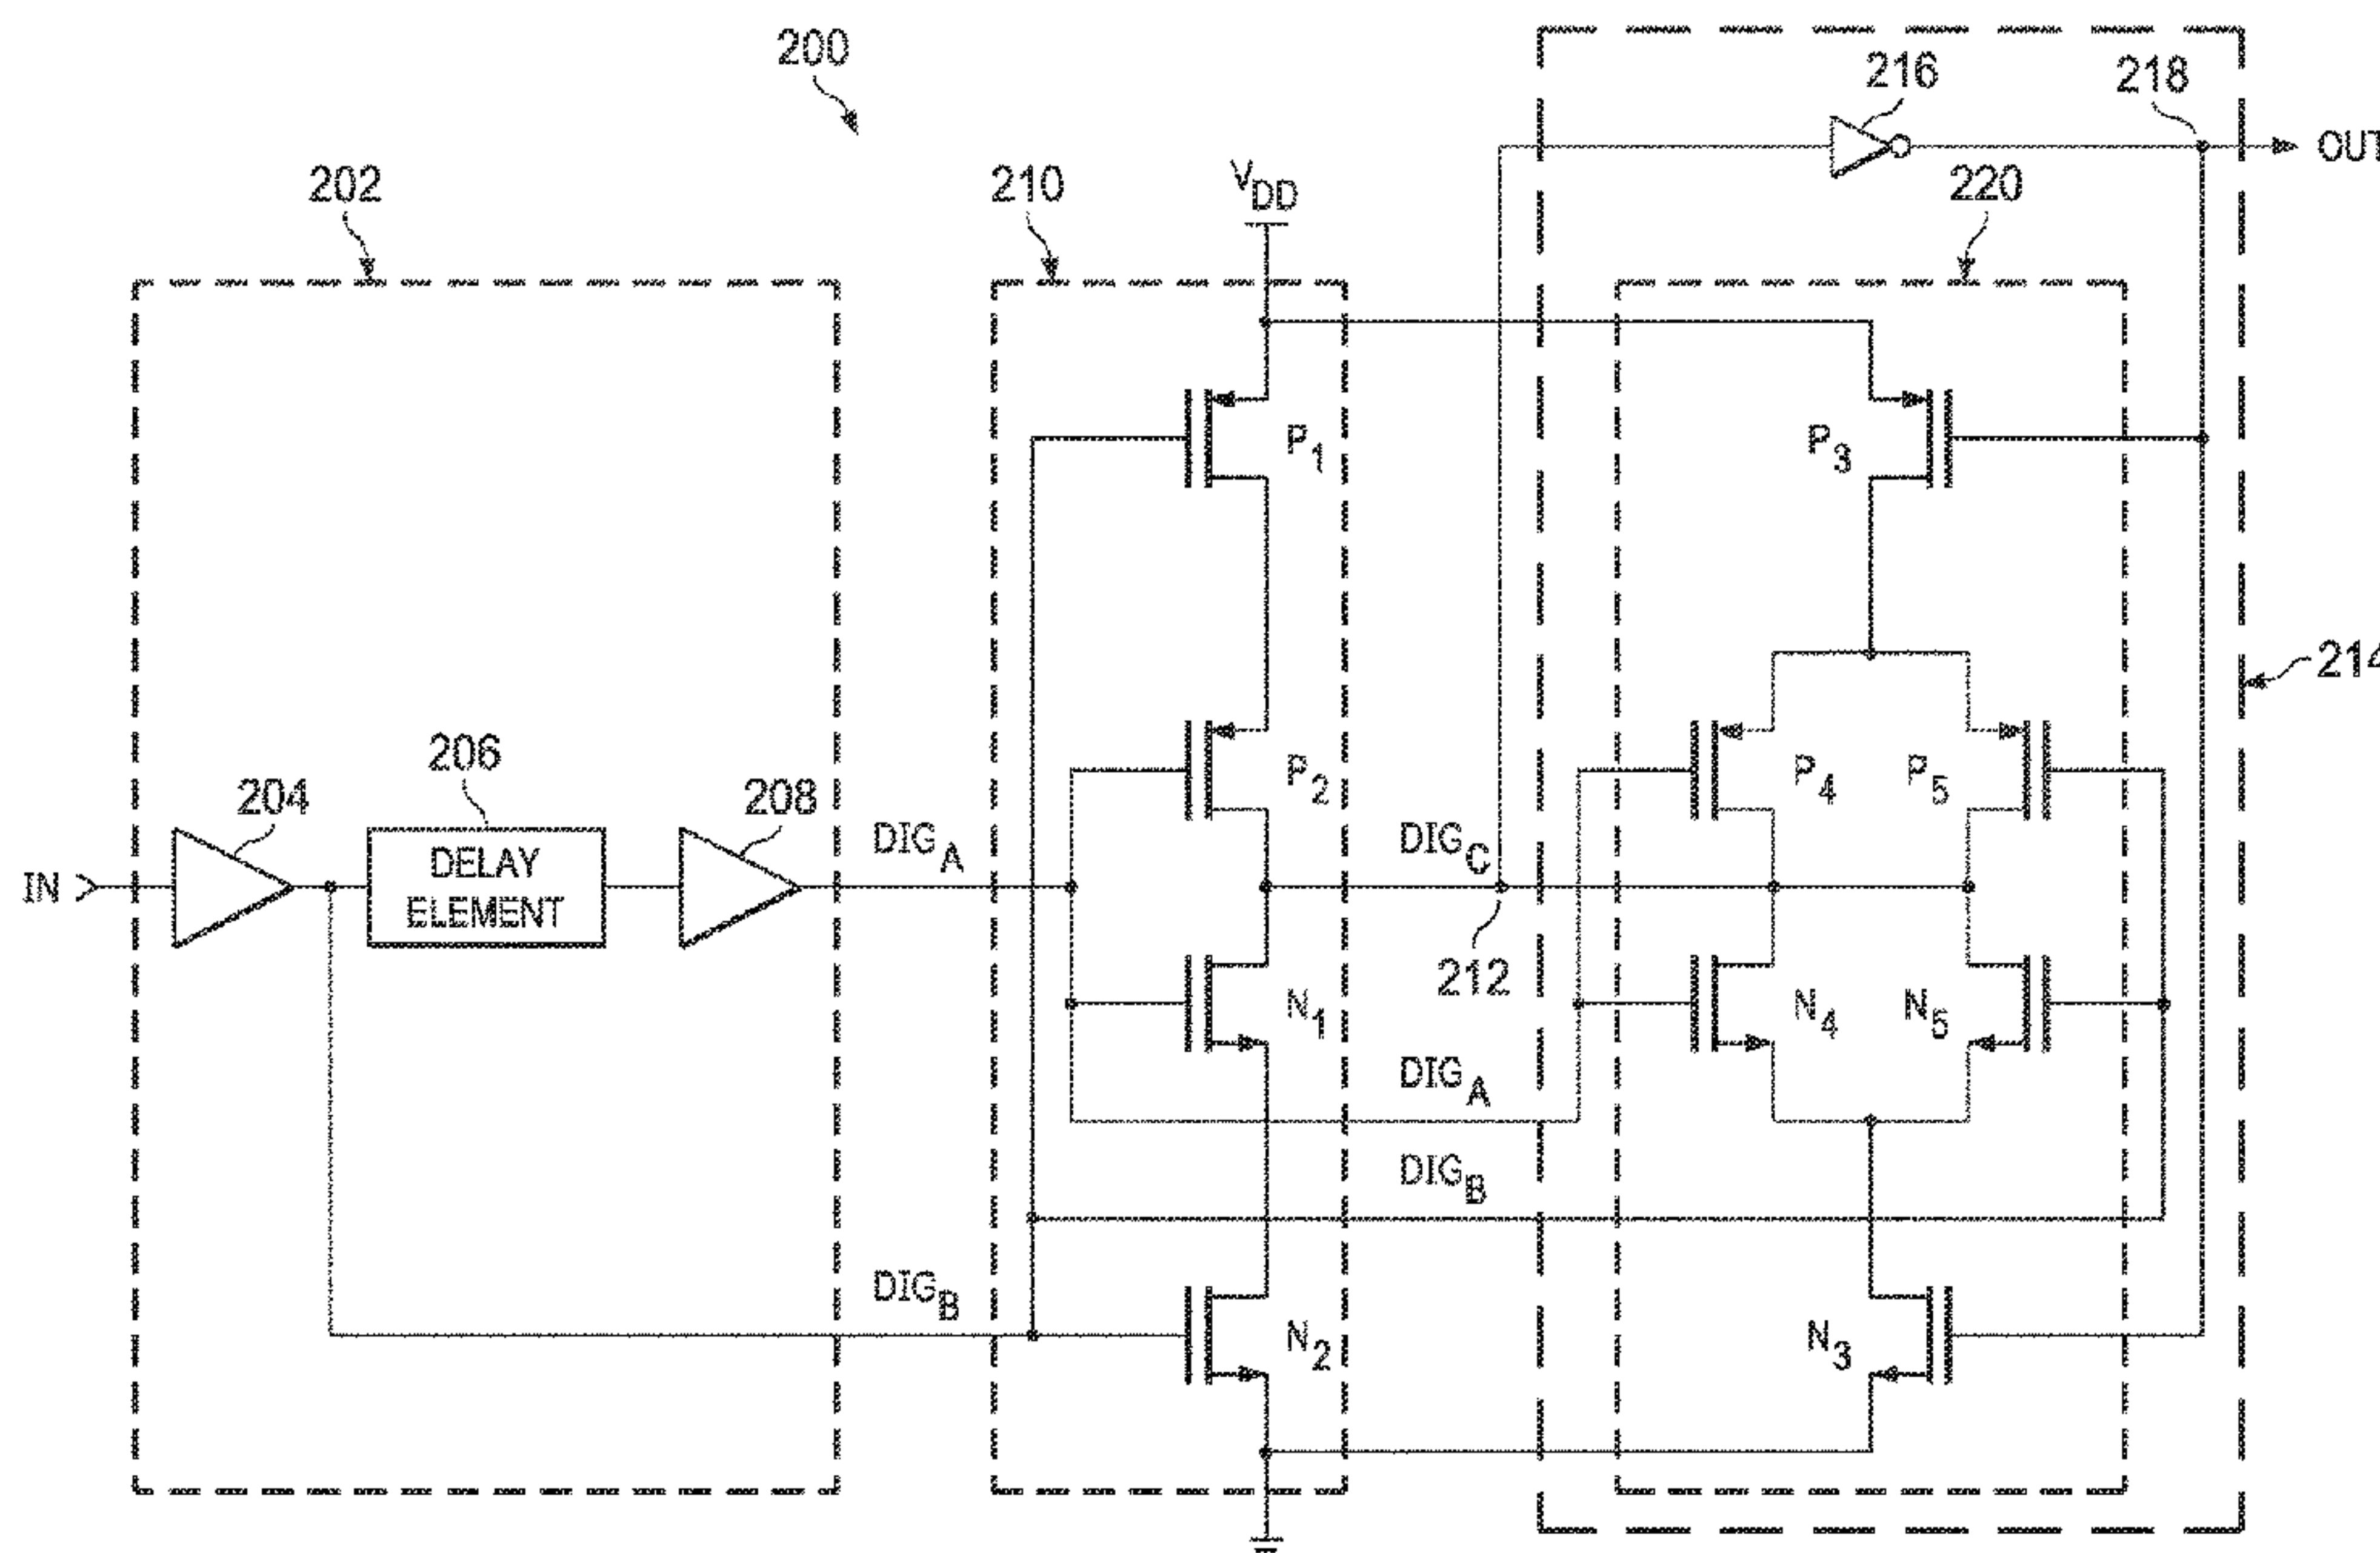 200
216
218
OUT
202
210
VDD
220
P1
P3
214
206
P2
P4
P5
204
208
DIGA
DIGC
IN
DELAY
ELEMENT
212
N1
N4
N5
DIGA
DIGB
DIGB
N2
N3